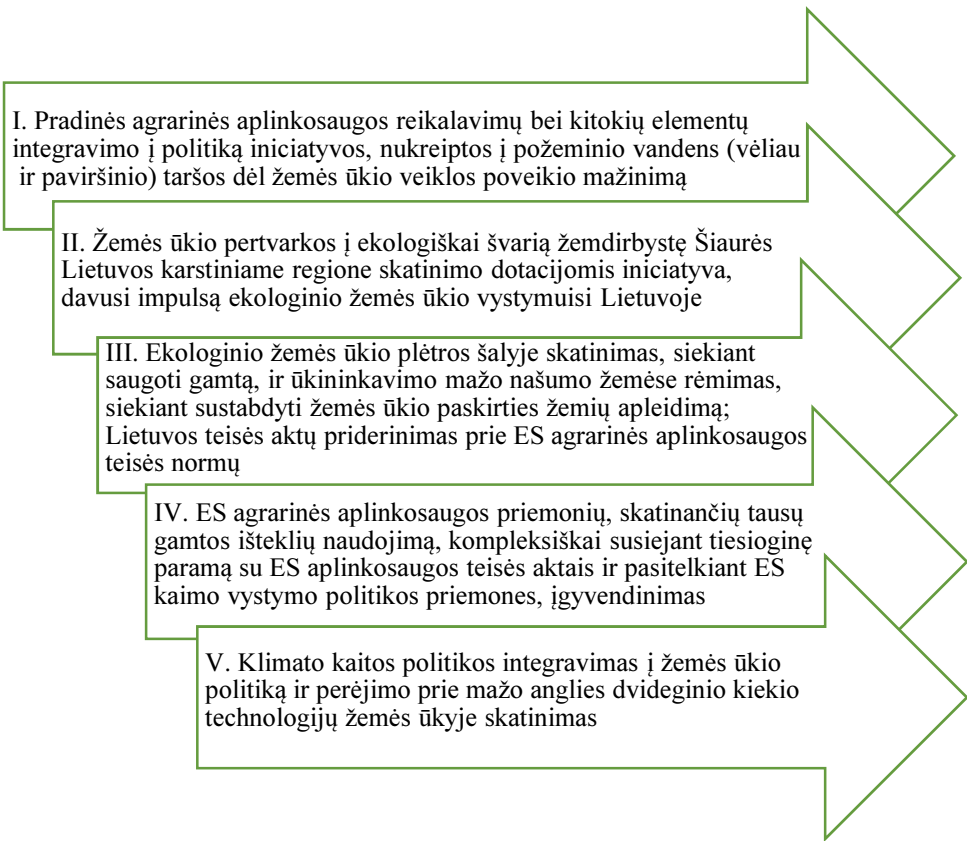 I. Pradinės agrarinės aplinkosaugos reikalavimų bei kitokių elementų
integravimo į politiką iniciatyvos, nukreiptos į požeminio vandens (vėliau
ir paviršinio) taršos dėl žemės ūkio veiklos poveikio mažinimą
II. Žemės ūkio pertvarkos į ekologiškai švarią žemdirbystę Šiaurės
Lietuvos karstiniame regione skatinimo dotacijomis iniciatyva,
davusi impulsą ekologinio žemės ūkio vystymuisi Lietuvoje
III. Ekologinio žemės ūkio plėtros šalyje skatinimas, siekiant
saugoti gamtą, ir ūkininkavimo mažo našumo žemėse rėmimas,
siekiant sustabdyti žemės ūkio paskirties žemių apleidimą;
Lietuvos teisės aktų priderinimas prie ES agrarinės aplinkosaugos
teisės normų
IV. ES agrarinės aplinkosaugos priemonių, skatinančių tausų
gamtos išteklių naudojimą, kompleksiškai susiejant tiesioginę
paramą su ES aplinkosaugos teisės aktais ir pasitelkiant ES
kaimo vystymo politikos priemones, įgyvendinimas
V. Klimato kaitos politikos integravimas į žemės ūkio
politiką ir perėjimo prie mažo anglies dvideginio kiekio
technologijų žemės ūkyje skatinimas